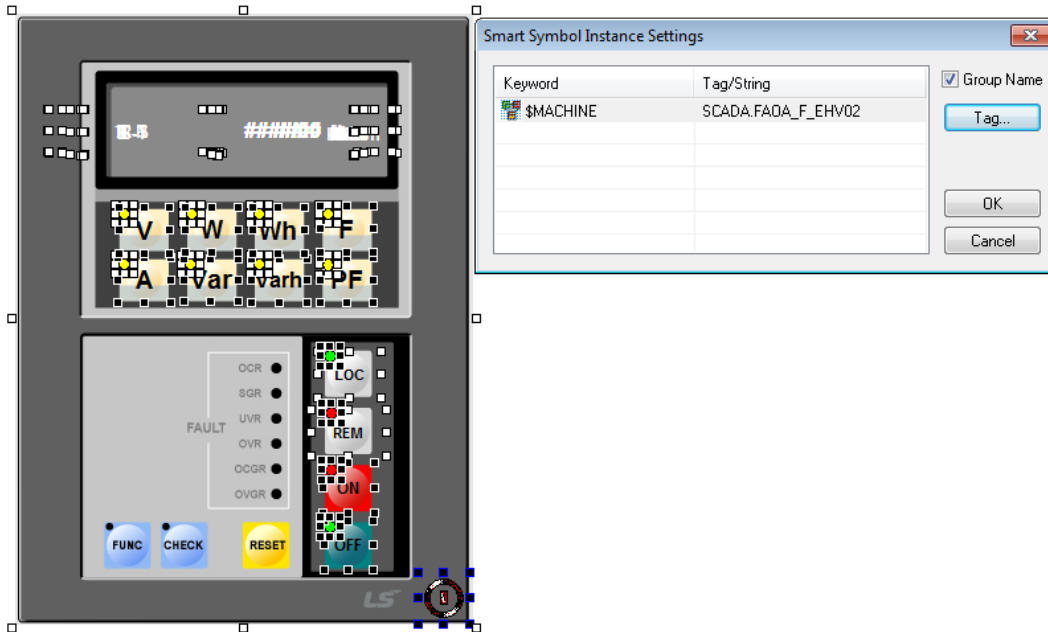 Smart Symbol Instance Settings
Keyword Tag/String
$MACHINE SCADA.FAOA_F_EHV02
Group Name
Tag...
OK
Cancel
V W Wh F
A Var Varh PF
LOC
REM
ON
OFF
FAULT
OCR
SGR
UVR
OVR
OCGR
OVGR
FUNC CHECK RESET
LS